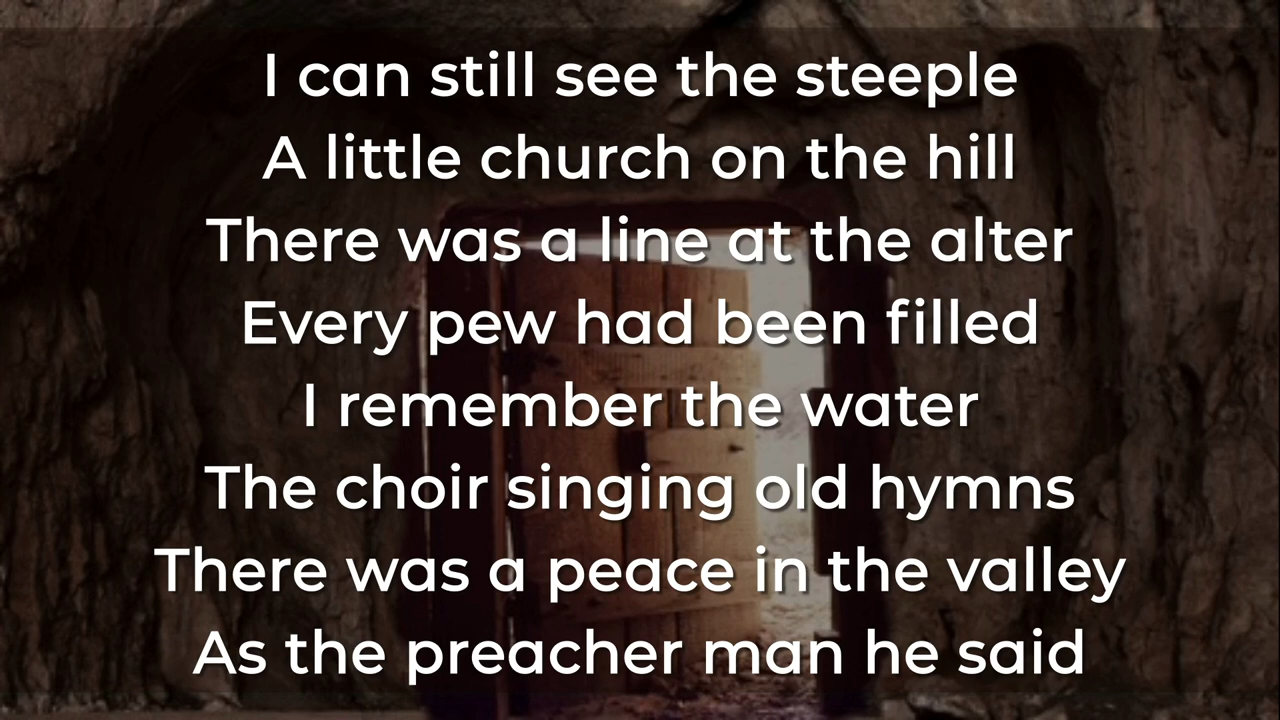 I can still see the steeple
A little church on the hill
There was a line at the alter
Every pew had been filled
I remember the water
The choir singing old hymns
There was a peace in the valley
As the preacher man he said